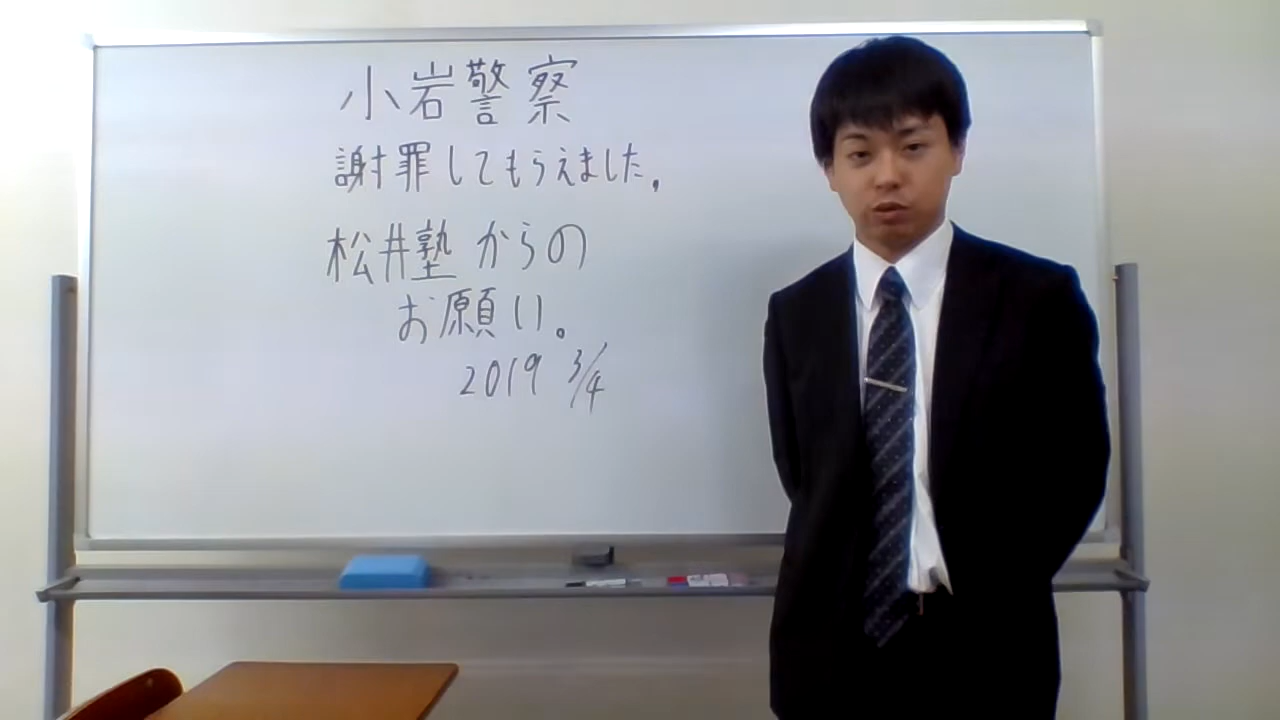 小岩警察
謝罪してもらえました。
松井塾からの
お願い。
2019 3/4